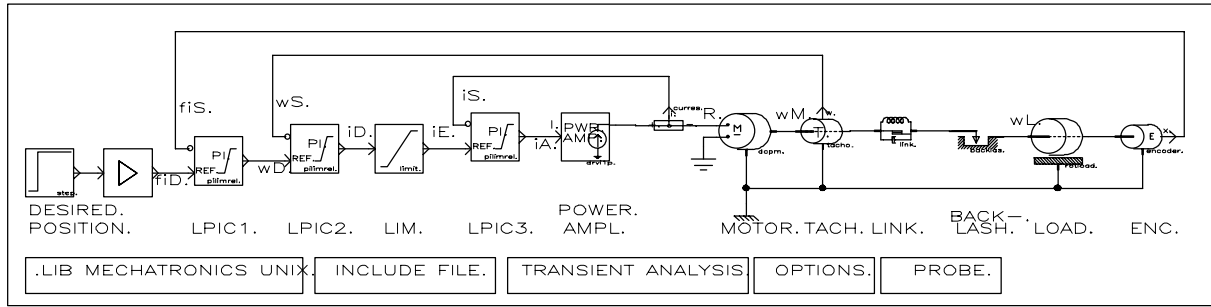 fiS.
wS.
iS.
curres.
R.
wM.
w.
wL.
x
PI
REF
pilimrel.
PI
REF
pilimrel.
iD.
limit.
iE.
PI
REF
pilimrel.
iA.
I.
PWR
AMP
M
dcpm.
T
tacho.
link.
backlas.
rotload.
E
encoder.
step.
fiD.
wD.
DESIRED.
POSITION.
LPIC1.
LPIC2.
LIM.
LPIC3.
POWER.
AMPL.
MOTOR.
TACH.
LINK.
BACK-.
LASH.
LOAD.
ENC.
.LIB MECHATRONICS UNIX.
INCLUDE FILE.
TRANSIENT ANALYSIS.
OPTIONS.
PROBE.